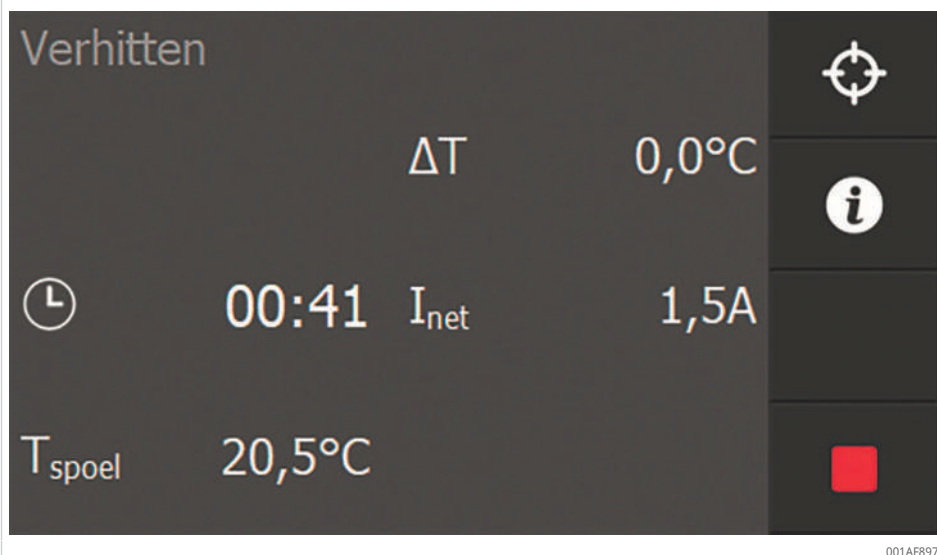 Verhitten
ΔT 0,0°C
00:41 Inet 1,5A
Tspoel 20,5°C
001AF897